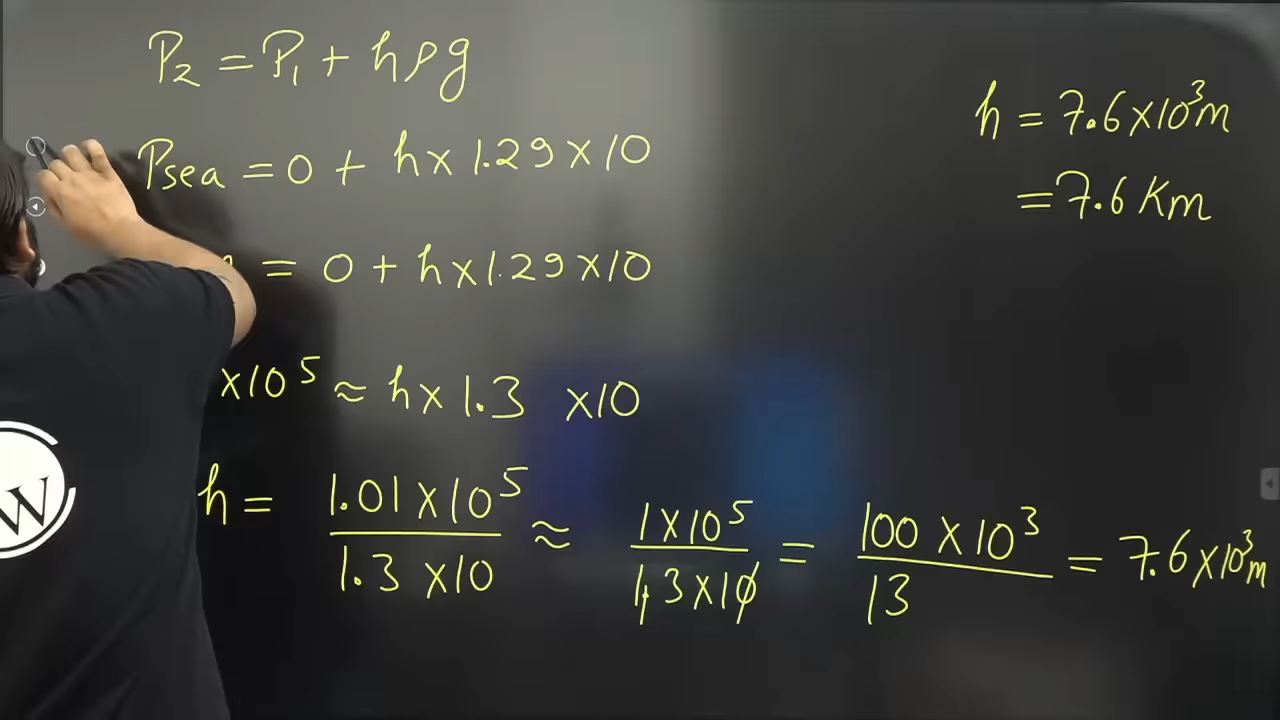 P₂ = P₁ + hρg
h = 7.6 × 10³ m
Psea = 0 + h × 1.29 × 10
= 7.6 Km
= 0 + h × 1.29 × 10
× 10⁵ ≈ h × 1.3 × 10
h = 1.01 × 10⁵ / 1.3 × 10 ≈ 1 × 10⁵ / 1.3 × 10 = 100 × 10³ / 13 = 7.6 × 10³ m
W